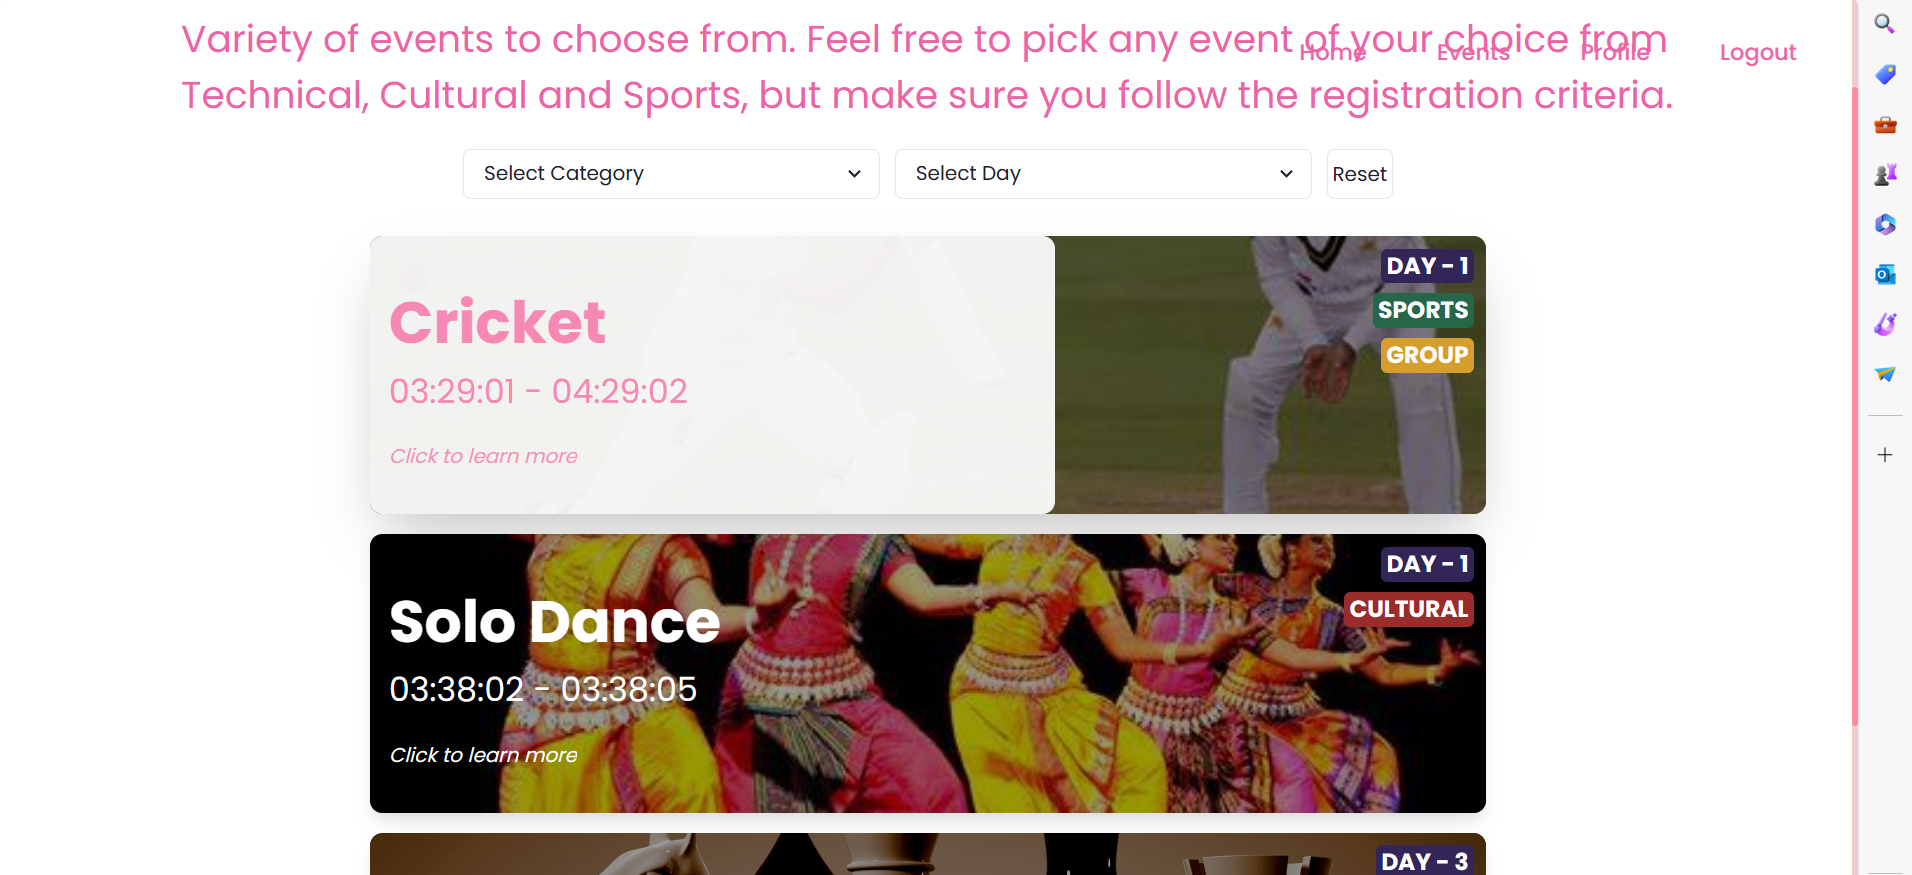 Variety of events to choose from. Feel free to pick any event of your choice from
Home Events Profile Logout
Technical, Cultural and Sports, but make sure you follow the registration criteria.
Select Category
Select Day
Reset
DAY - 1
SPORTS
GROUP
Cricket
03:29:01 - 04:29:02
Click to learn more
DAY - 1
CULTURAL
Solo Dance
03:38:02 - 03:38:05
Click to learn more
DAY - 3